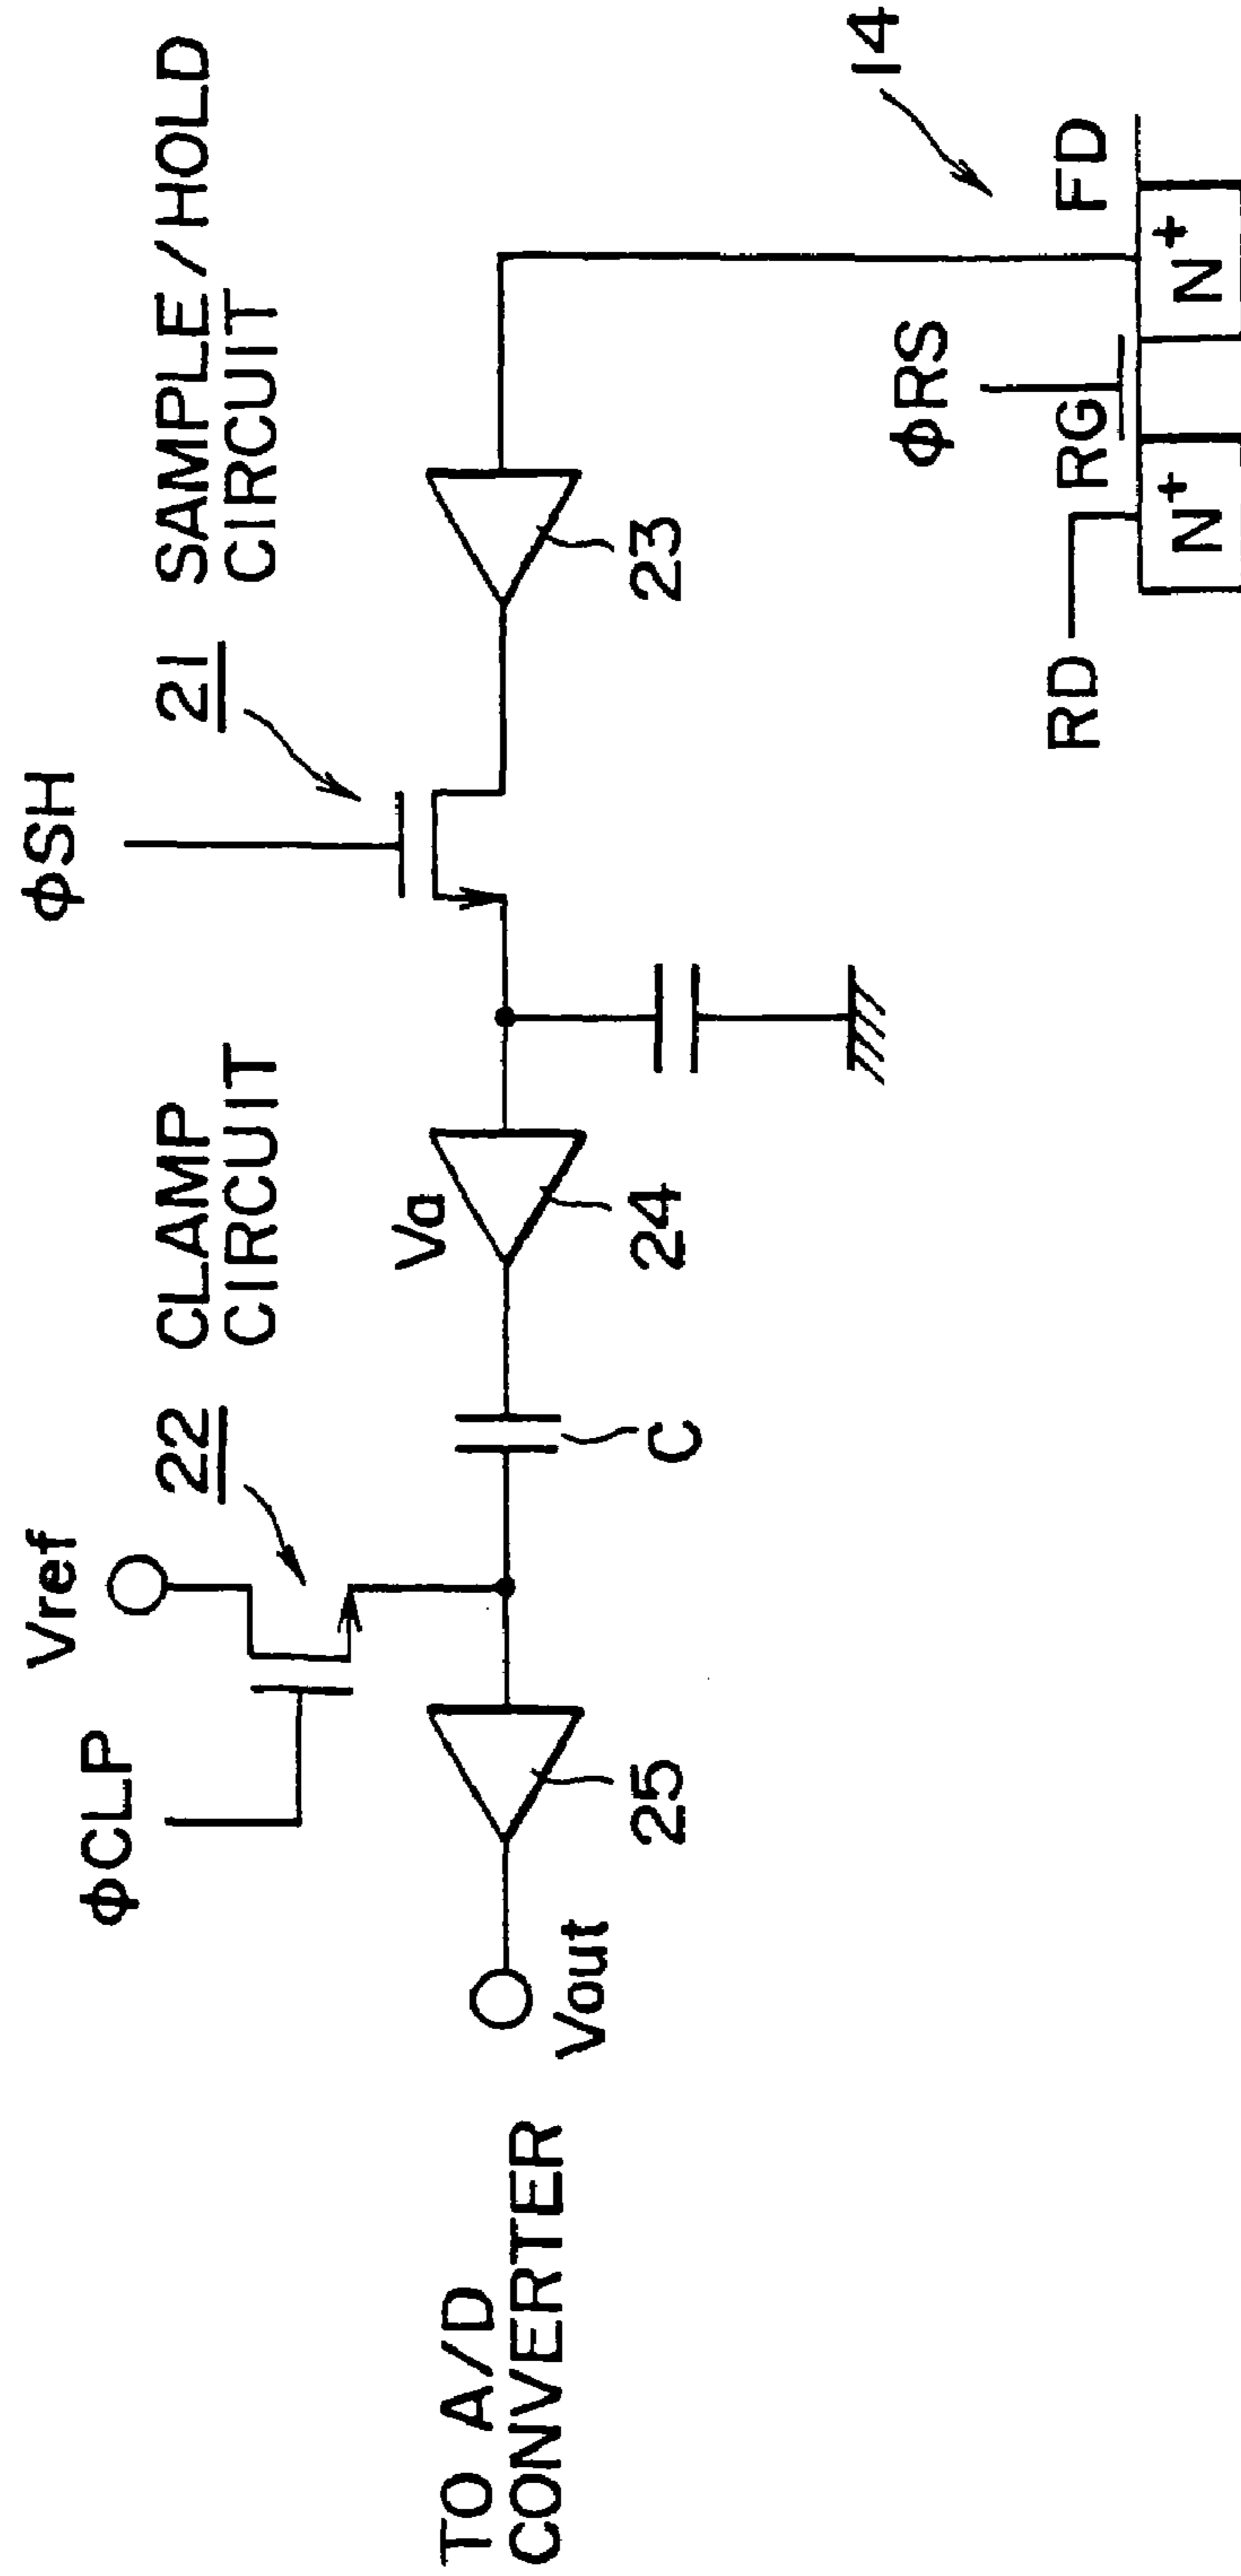 TO A/D
CONVERTER
Vout
ϕCLP
Vref
22 CLAMP
CIRCUIT
ϕSH
21 SAMPLE/HOLD
CIRCUIT
25
C
Va
24
23
14
ϕRS
RD
RG
FD
N+
N+